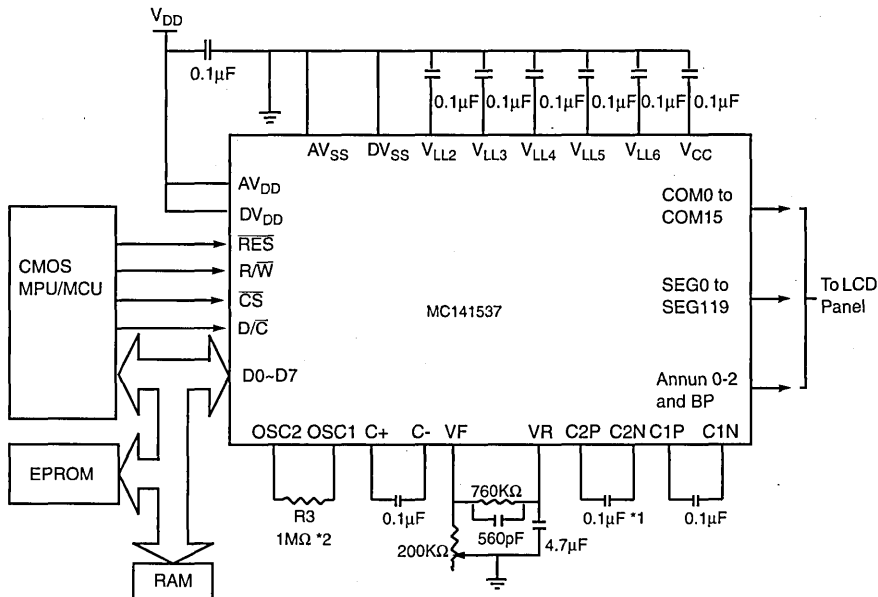 VDD
0.1µF
0.1µF 0.1µF 0.1µF 0.1µF 0.1µF 0.1µF
AVSS DVSS VLL2 VLL3 VLL4 VLL5 VLL6 VCC
AVDD
DVDD
CMOS
MPU/MCU
RES
R/W
CS
D/C
D0~D7
MC141537
COM0 to
COM15
SEG0 to
SEG119
Annun 0-2
and BP
To LCD
Panel
OSC2 OSC1 C+ C- VF VR C2P C2N C1P C1N
EPROM
RAM
R3
1MΩ *2
0.1µF
760KΩ
560pF
200KΩ
4.7µF
0.1µF *1
0.1µF